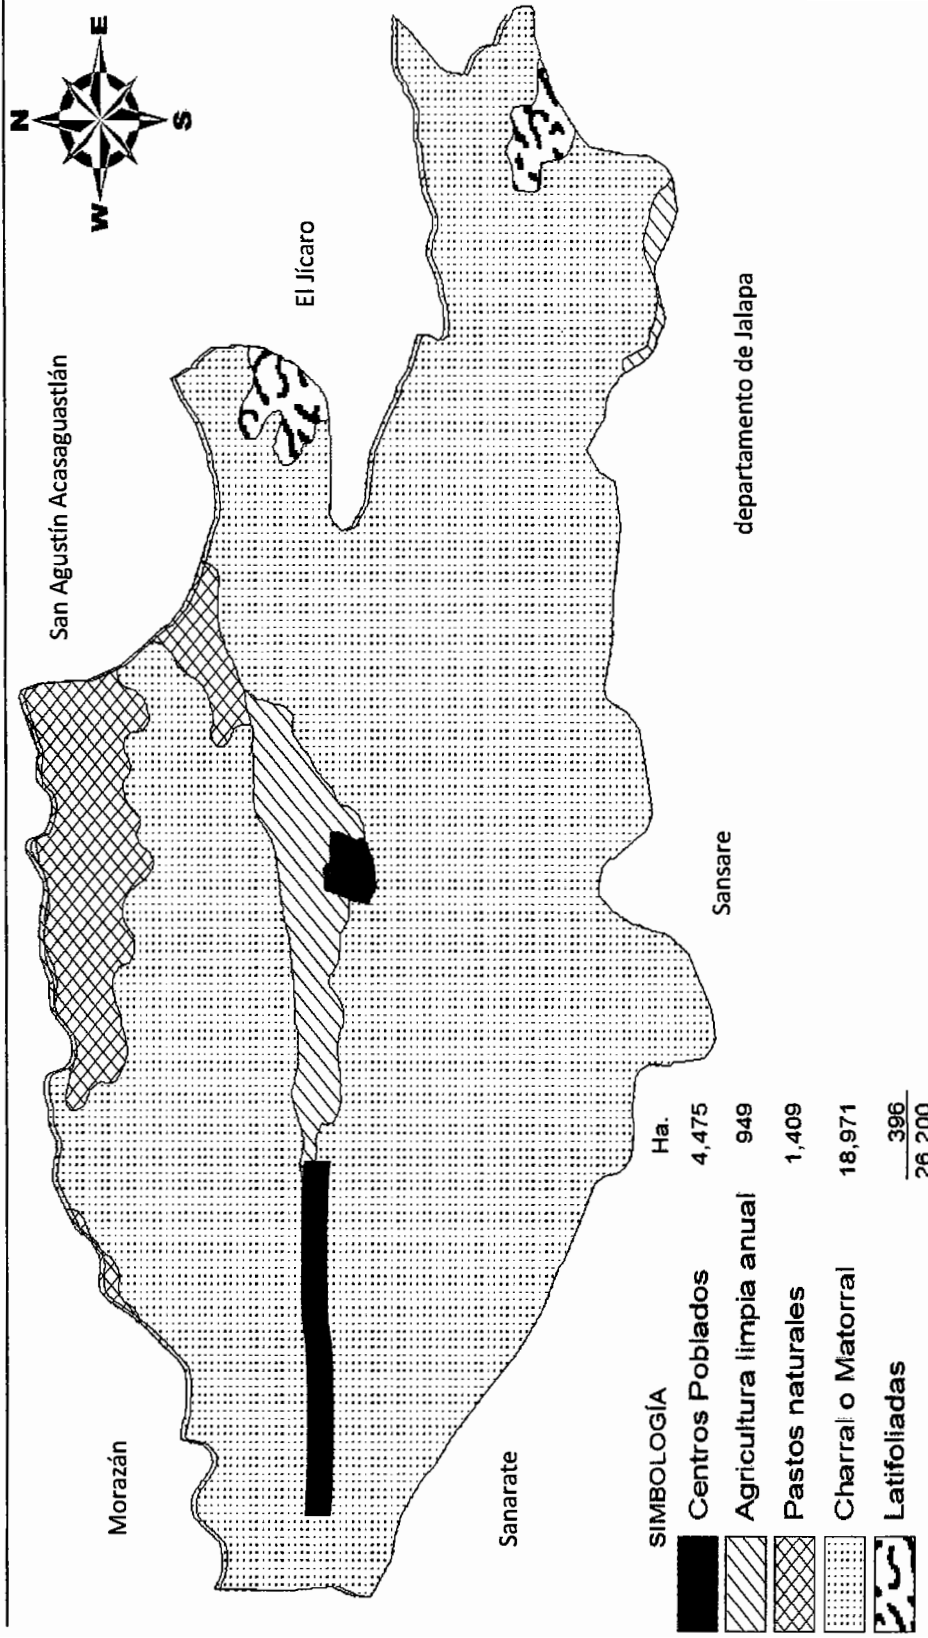 N
E
W
S
San Agustín Acasaguastlán
El Jícaro
Morazán
Sanarate
Sansare
departamento de Jalapa
SIMBOLOGÍA Ha.
Centros Poblados 4,475
Agricultura limpia anual 949
Pastos naturales 1,409
Charral o Matorral 18,971
Latifoliadas 396
26,200